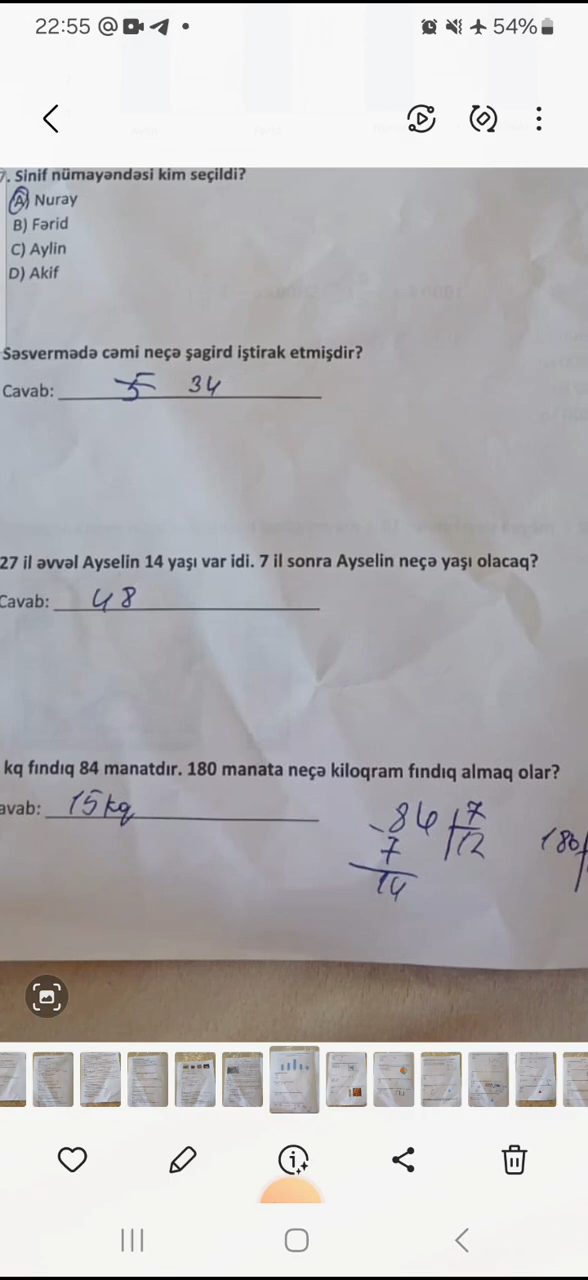 22:55 @ 54%
7. Sinif nümayəndəsi kim seçildi?
A) Nuray
B) Fərid
C) Aylin
D) Akif
Səsvermədə cəmi neçə şagird iştirak etmişdir?
Cavab: 34
27 il əvvəl Ayselin 14 yaşı var idi. 7 il sonra Ayselin neçə yaşı olacaq?
Cavab: 48
kq fındıq 84 manatdır. 180 manata neçə kiloqram fındıq almaq olar?
avab: 15kq
-84 7
7 12
14
180